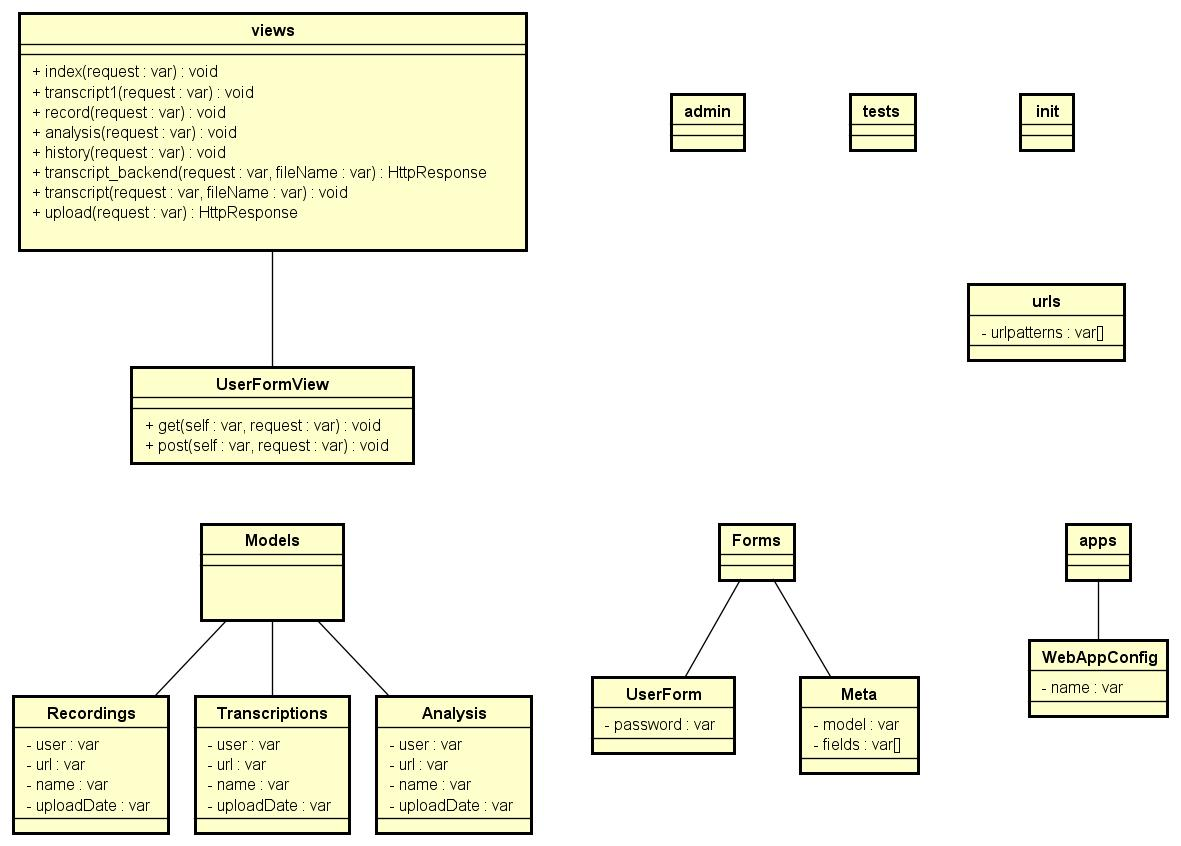 views
+ index(request : var) : void
+ transcript1(request : var) : void
+ record(request : var) : void
+ analysis(request : var) : void
+ history(request : var) : void
+ transcript_backend(request : var, fileName : var) : HttpResponse
+ transcript(request : var, fileName : var) : void
+ upload(request : var) : HttpResponse
admin
tests
init
urls
- urlpatterns : var[]
UserFormView
+ get(self : var, request : var) : void
+ post(self : var, request : var) : void
Models
Forms
apps
Recordings
- user : var
- url : var
- name : var
- uploadDate : var
Transcriptions
- user : var
- url : var
- name : var
- uploadDate : var
Analysis
- user : var
- url : var
- name : var
- uploadDate : var
UserForm
- password : var
Meta
- model : var
- fields : var[]
WebAppConfig
- name : var